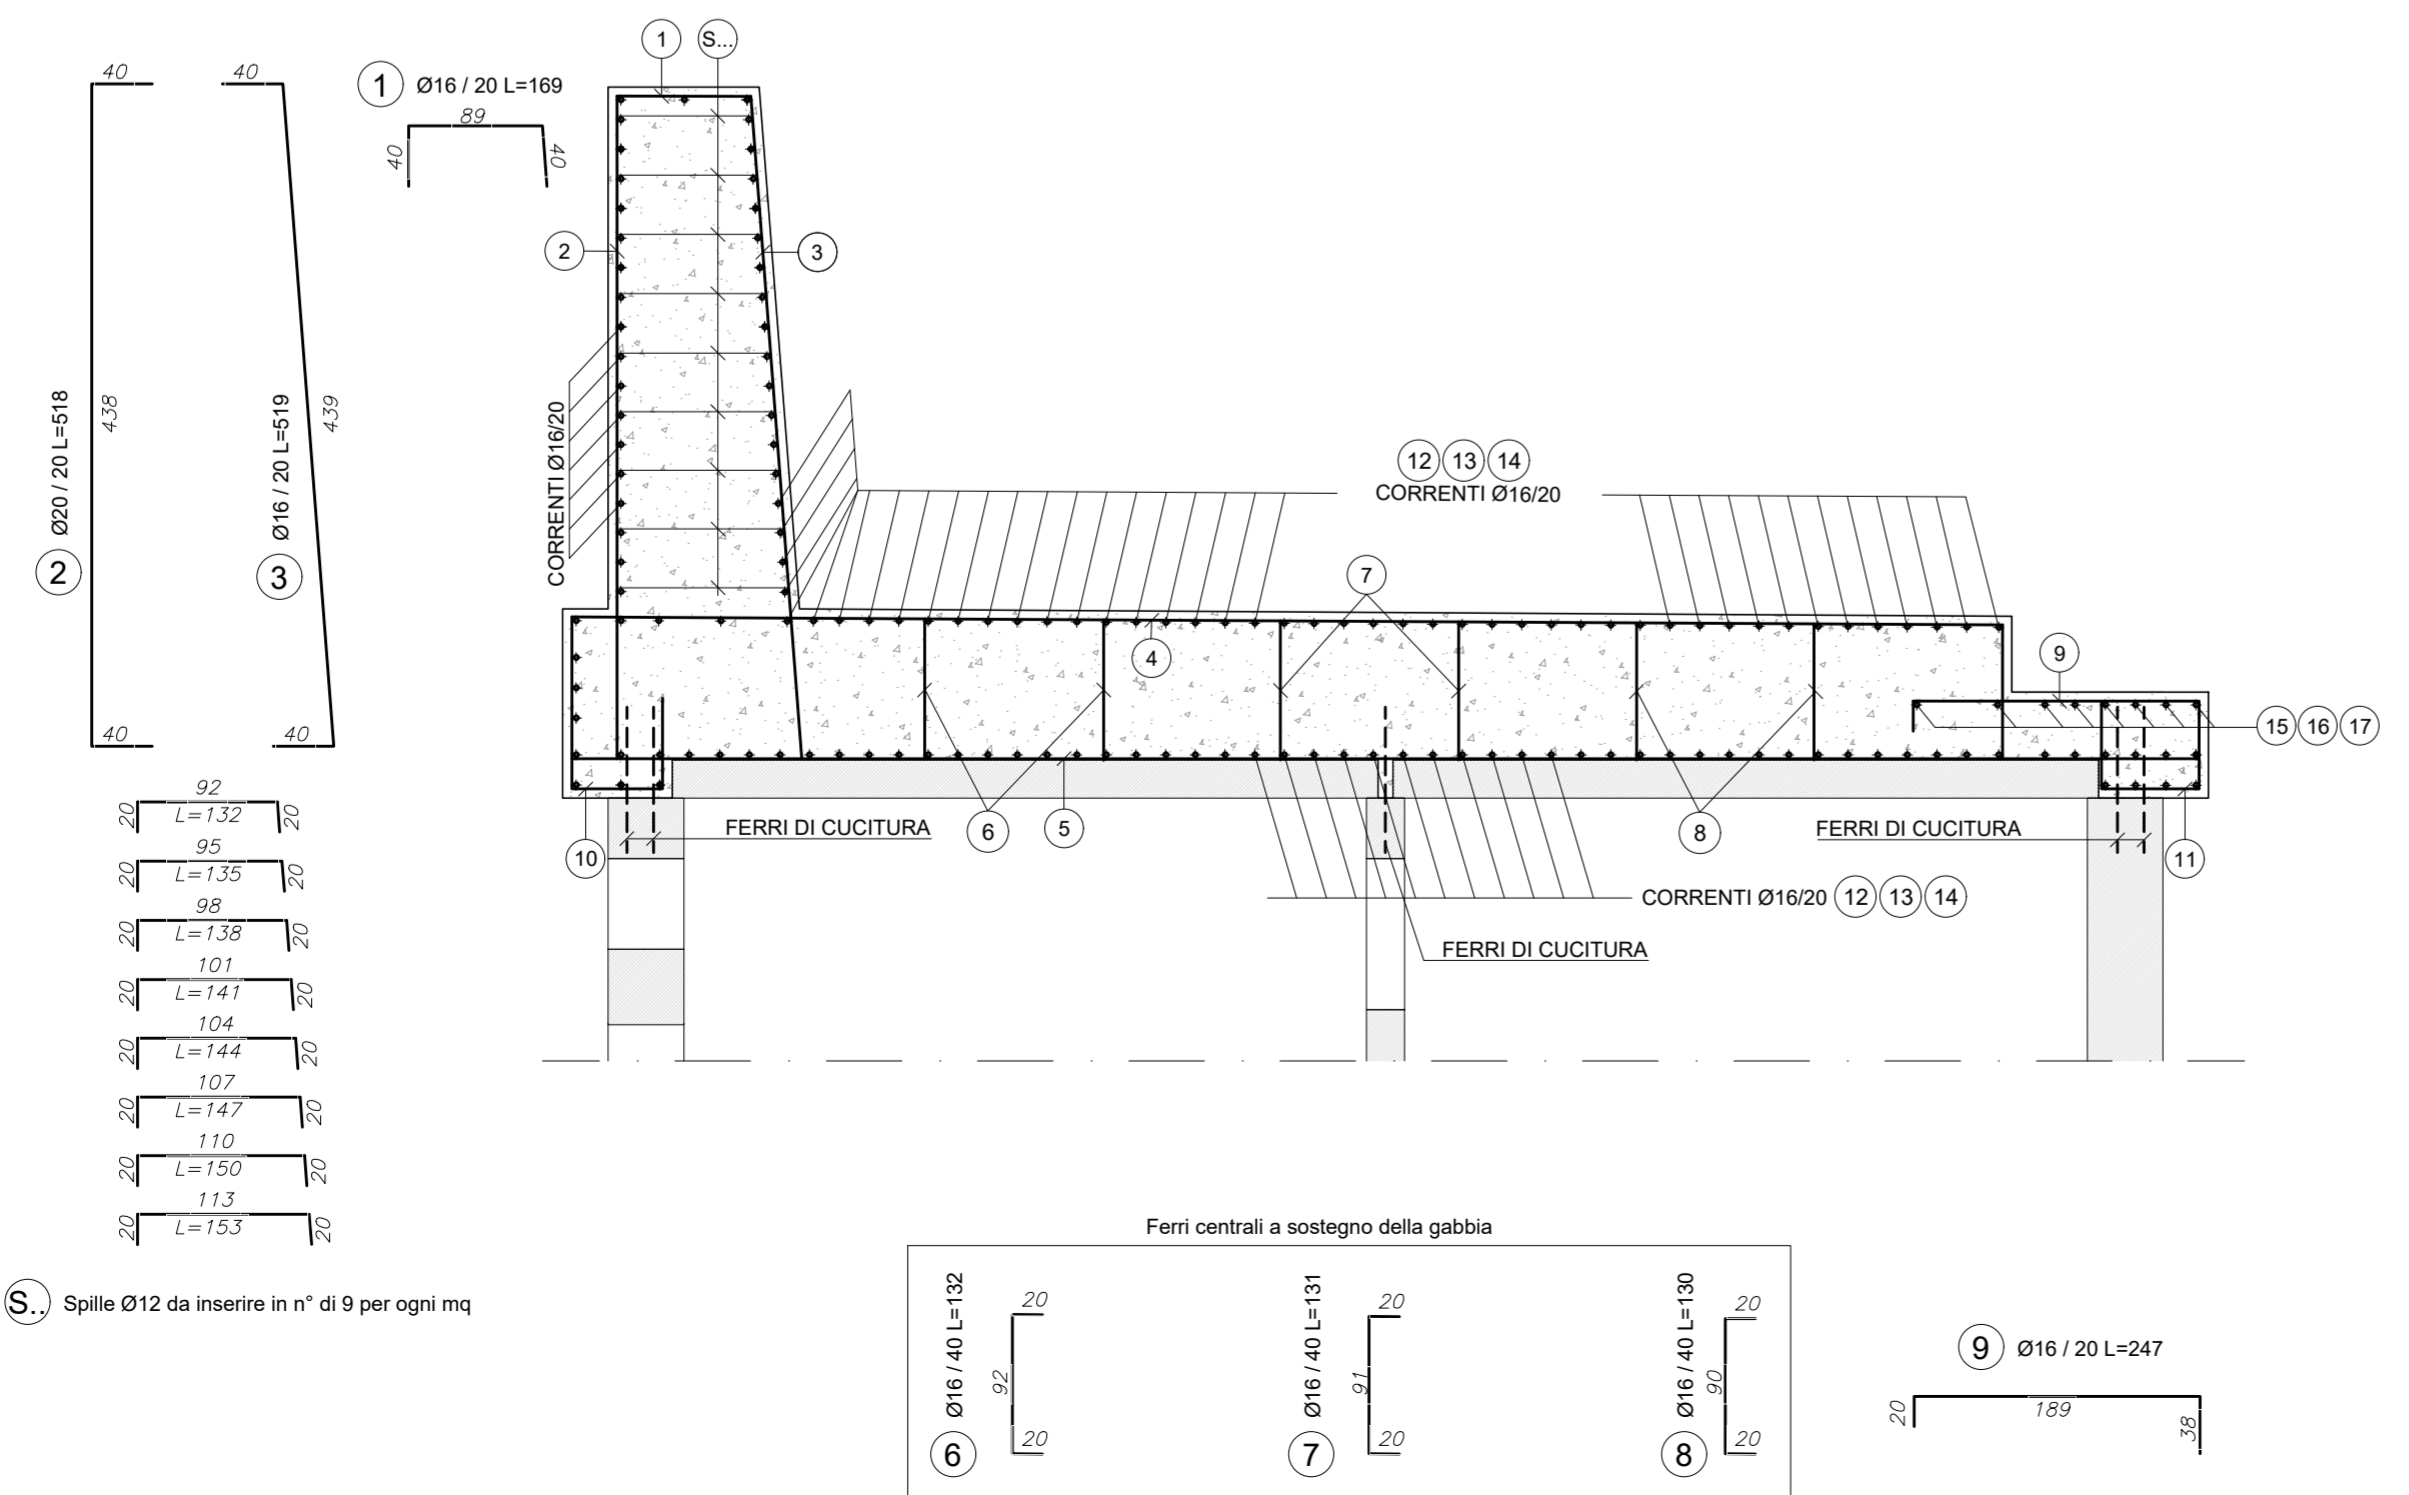 1
S...
40
40
1 Ø16 / 20 L=169
89
40
40
2
3
2 Ø20 / 20 L=518
438
3 Ø16 / 20 L=519
439
40
40
CORRENTI Ø16/20
12 13 14
CORRENTI Ø16/20
7
4
9
15 16 17
10
FERRI DI CUCITURA
6
5
8
FERRI DI CUCITURA
11
CORRENTI Ø16/20 12 13 14
FERRI DI CUCITURA
92
20 L=132 20
95
20 L=135 20
98
20 L=138 20
101
20 L=141 20
104
20 L=144 20
107
20 L=147 20
110
20 L=150 20
113
20 L=153 20
S.. Spille Ø12 da inserire in n° di 9 per ogni mq
Ferri centrali a sostegno della gabbia
6 Ø16 / 40 L=132
20
92
20
7 Ø16 / 40 L=131
20
91
20
8 Ø16 / 40 L=130
20
90
20
9 Ø16 / 20 L=247
20
189
38